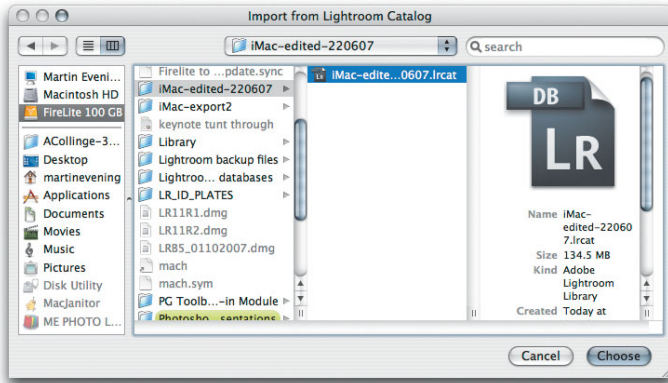 Import from Lightroom Catalog
iMac-edited-220607
search
Martin Eveni...
Macintosh HD
FireLite 100 GB
ACollinge-3...
Desktop
martinevening
Applications
Documents
Movies
Music
Pictures
Disk Utility
MacJanitor
ME PHOTO L...
Firelite to ...pdate.sync
iMac-edited-220607
iMac-export2
keynote tunt through
Library
Lightroom backup files
Lightroo... databases
LR_ID_PLATES
LR11R1.dmg
LR11R2.dmg
LRB5_01102007.dmg
mach
mach.sym
PG Toolb...-in Module
Photosho...sentations
iMac-edite...0607.lrcat
DB
LR
Name iMac-
edited-22060
7.lrcat
Size 134.5 MB
Kind Adobe
Lightroom
Library
Created Today at
Cancel
Choose